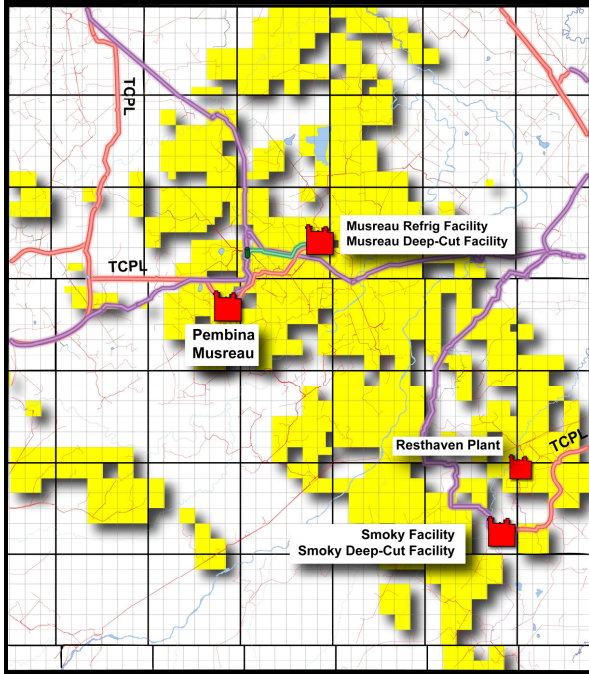 TCPL
Musreau Refrig Facility
Musreau Deep-Cut Facility
TCPL
Pembina
Musreau
TCPL
Resthaven Plant
Smoky Facility
Smoky Deep-Cut Facility